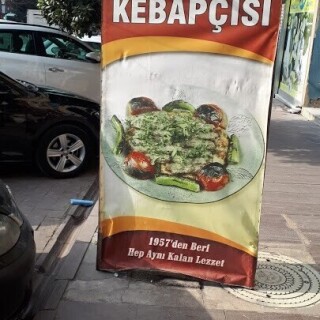 KEBAPÇISI
1957'den Beri
Hep Aynı Kalan Lezzet